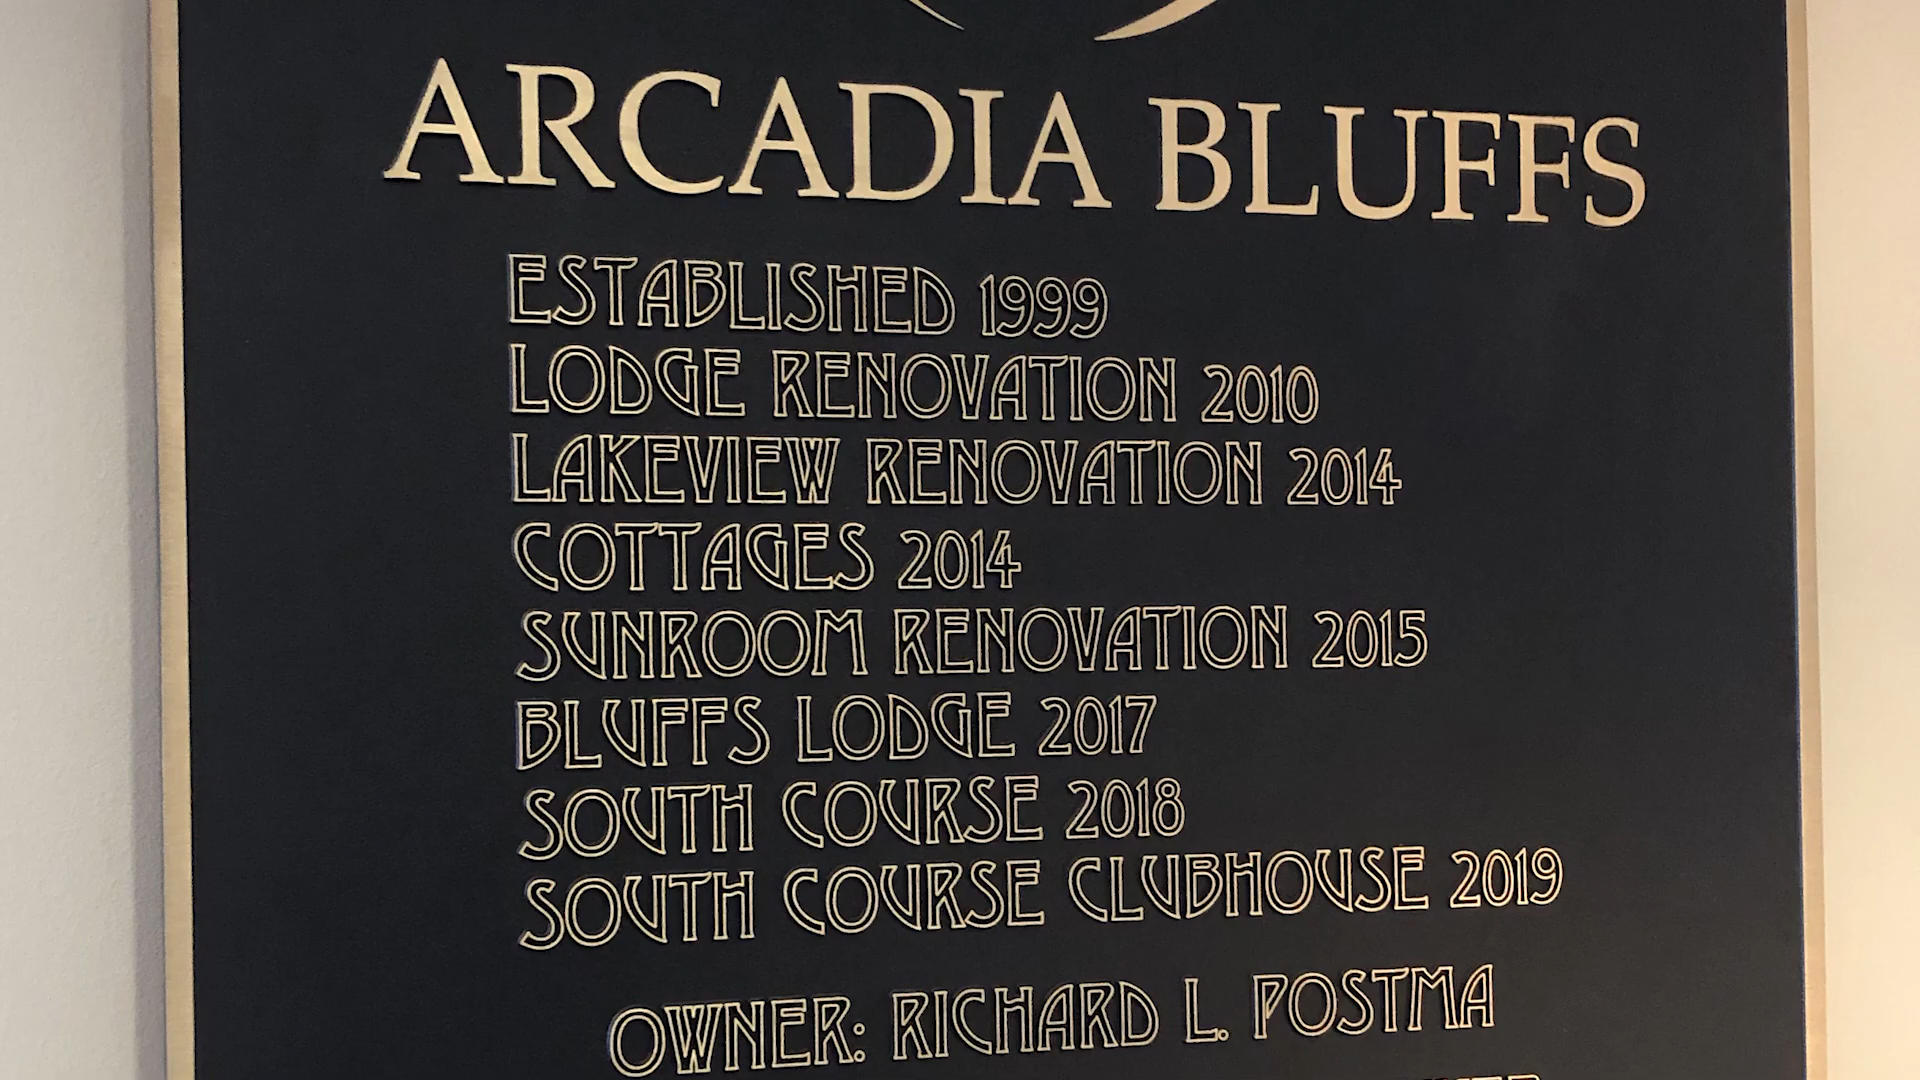 ARCADIA BLUFFS
ESTABLISHED 1999
LODGE RENOVATION 2010
LAKEVIEW RENOVATION 2014
COTTAGES 2014
SUNROOM RENOVATION 2015
BLUFFS LODGE 2017
SOUTH COURSE 2018
SOUTH COURSE CLUBHOUSE 2019
OWNER: RICHARD L. POSTMA